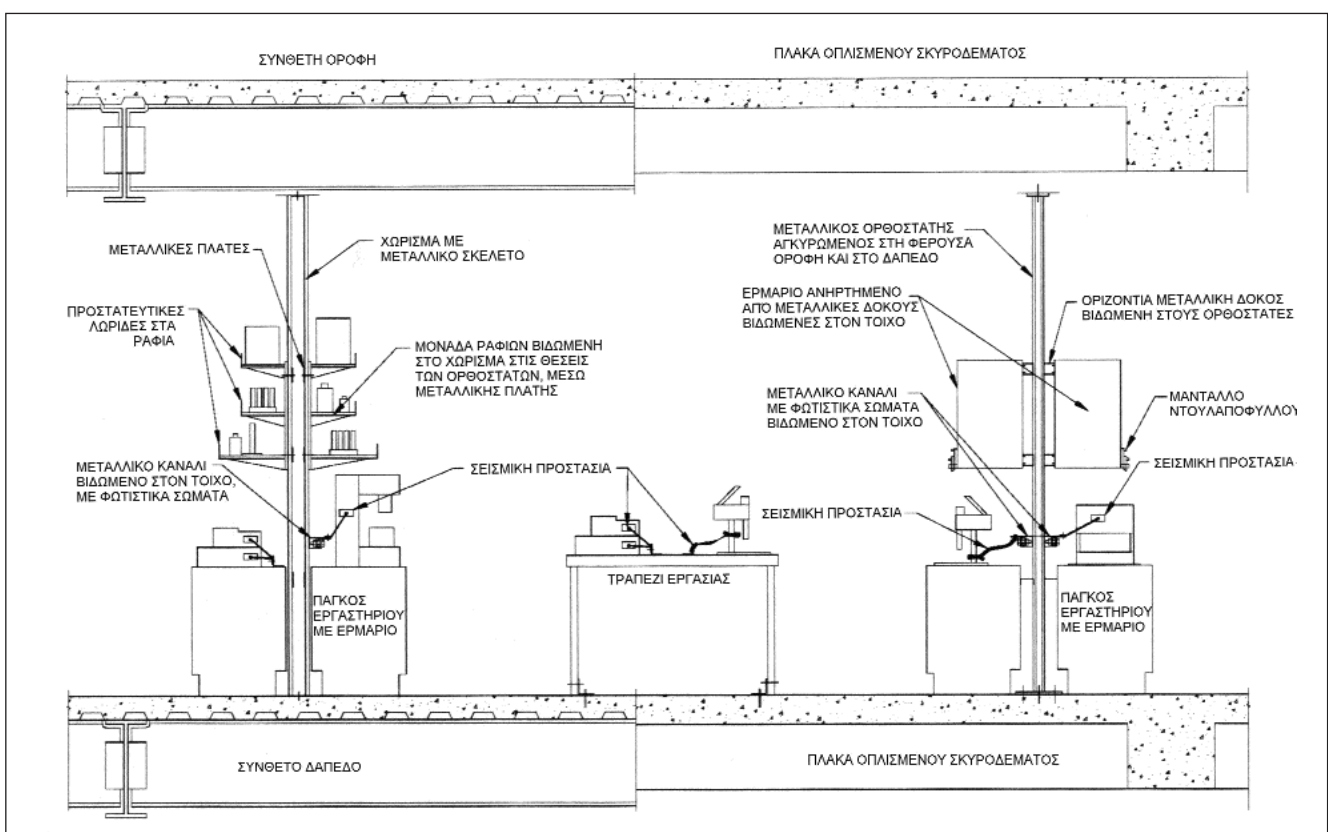 ΣΥΝΘΕΤΗ ΟΡΟΦΗ
ΠΛΑΚΑ ΟΠΛΙΣΜΕΝΟΥ ΣΚΥΡΟΔΕΜΑΤΟΣ
ΜΕΤΑΛΛΙΚΕΣ ΠΛΑΤΕΣ
ΧΩΡΙΣΜΑ ΜΕ
ΜΕΤΑΛΛΙΚΟ ΣΚΕΛΕΤΟ
ΠΡΟΣΤΑΤΕΥΤΙΚΕΣ
ΛΩΡΙΔΕΣ ΣΤΑ
ΡΑΦΙΑ
ΜΟΝΑΔΑ ΡΑΦΙΩΝ ΒΙΔΩΜΕΝΗ
ΣΤΟ ΧΩΡΙΣΜΑ ΣΤΙΣ ΘΕΣΕΙΣ
ΤΩΝ ΟΡΘΟΣΤΑΤΩΝ, ΜΕΣΩ
ΜΕΤΑΛΛΙΚΗΣ ΠΛΑΤΗΣ
ΜΕΤΑΛΛΙΚΟΣ ΟΡΘΟΣΤΑΤΗΣ
ΑΓΚΥΡΩΜΕΝΟΣ ΣΤΗ ΦΕΡΟΥΣΑ
ΟΡΟΦΗ ΚΑΙ ΣΤΟ ΔΑΠΕΔΟ
ΕΡΜΑΡΙΟ ΑΝΗΡΤΗΜΕΝΟ
ΑΠΌ ΜΕΤΑΛΛΙΚΕΣ ΔΟΚΟΥΣ
ΒΙΔΩΜΕΝΕΣ ΣΤΟΝ ΤΟΙΧΟ
ΟΡΙΖΟΝΤΙΑ ΜΕΤΑΛΛΙΚΗ ΔΟΚΟΣ
ΒΙΔΩΜΕΝΗ ΣΤΟΥΣ ΟΡΘΟΣΤΑΤΕΣ
ΜΕΤΑΛΛΙΚΟ ΚΑΝΑΛΙ
ΜΕ ΦΩΤΙΣΤΙΚΑ ΣΩΜΑΤΑ
ΒΙΔΩΜΕΝΟ ΣΤΟΝ ΤΟΙΧΟ
ΜΑΝΤΑΛΛΟ
ΝΤΟΥΛΑΠΟΦΥΛΛΟΥ
ΜΕΤΑΛΛΙΚΟ ΚΑΝΑΛΙ
ΒΙΔΩΜΕΝΟ ΣΤΟΝ ΤΟΙΧΟ,
ΜΕ ΦΩΤΙΣΤΙΚΑ ΣΩΜΑΤΑ
ΣΕΙΣΜΙΚΗ ΠΡΟΣΤΑΣΙΑ
ΣΕΙΣΜΙΚΗ ΠΡΟΣΤΑΣΙΑ
ΣΕΙΣΜΙΚΗ ΠΡΟΣΤΑΣΙΑ
ΤΡΑΠΕΖΙ ΕΡΓΑΣΙΑΣ
ΠΑΓΚΟΣ
ΕΡΓΑΣΤΗΡΙΟΥ
ΜΕ ΕΡΜΑΡΙΟ
ΠΑΓΚΟΣ
ΕΡΓΑΣΤΗΡΙΟΥ
ΜΕ ΕΡΜΑΡΙΟ
ΣΥΝΘΕΤΟ ΔΑΠΕΔΟ
ΠΛΑΚΑ ΟΠΛΙΣΜΕΝΟΥ ΣΚΥΡΟΔΕΜΑΤΟΣ